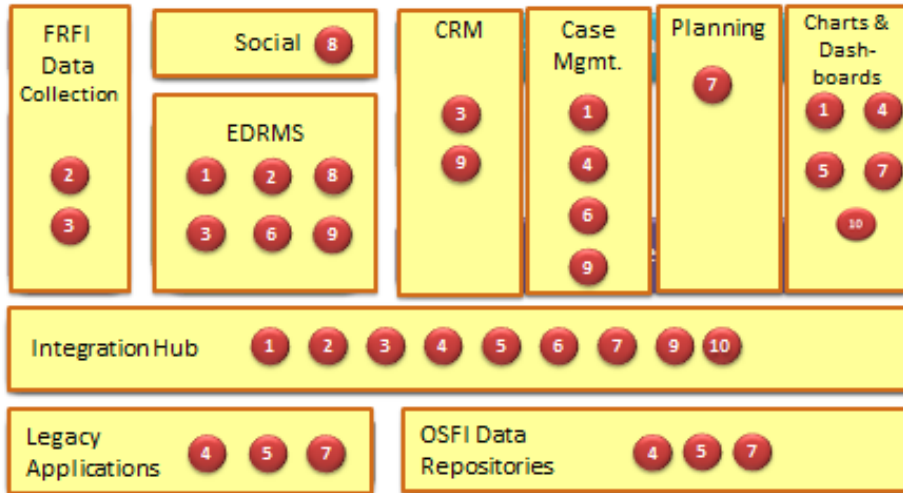 FRFI
Data
Collection
2
3
Social 8
EDRMS
1 2 8
3 6 9
CRM
3
9
Case
Mgmt.
1
4
6
9
Planning
7
Charts &
Dash-
boards
1 4
5 7
10
Integration Hub 1 2 3 4 5 6 7 9 10
Legacy
Applications 4 5 7
OSFI Data
Repositories 4 5 7